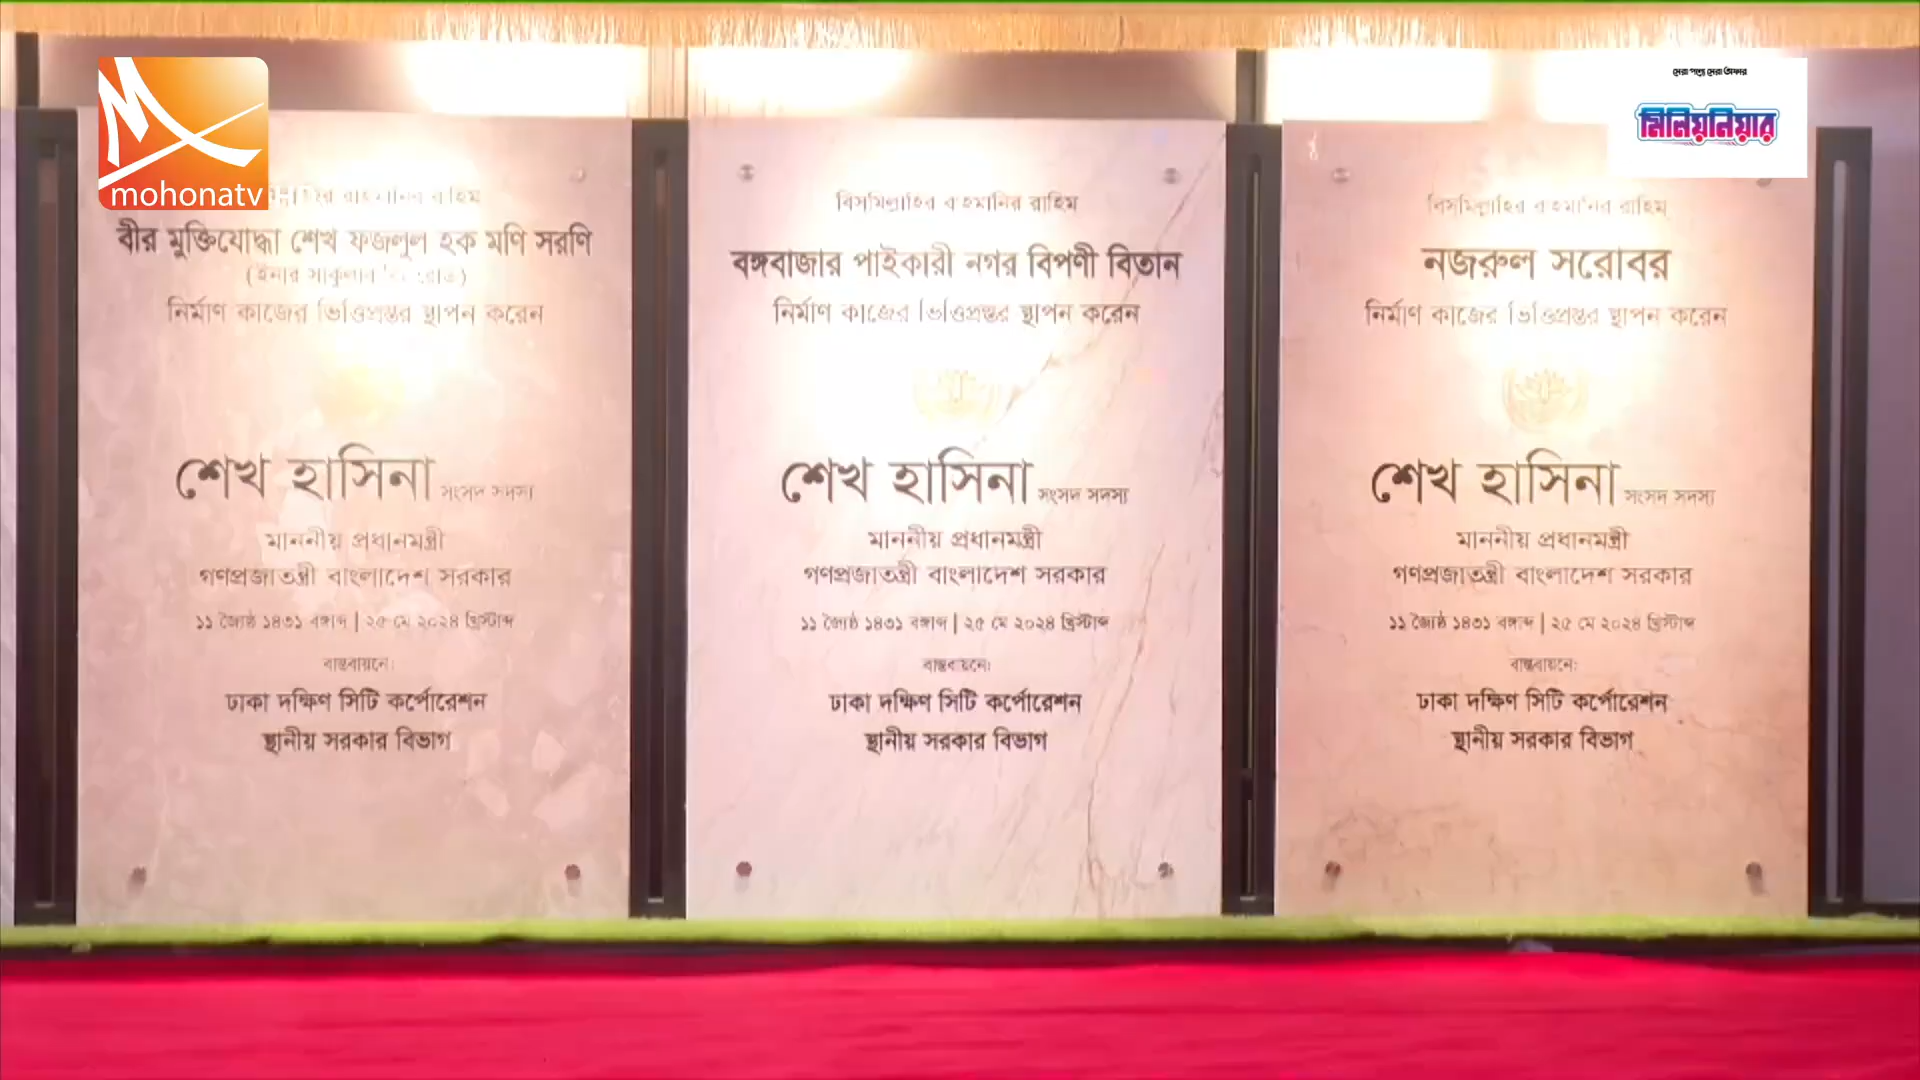 mohonatv
সেরা পণ্যে সেরা অফার
মিনিয়নিয়ার
বীর মুক্তিযোদ্ধা শেখ ফজলুল হক মণি সরণি
নির্মাণ কাজের ভিত্তিপ্রস্তর স্থাপন করেন
শেখ হাসিনা সংসদ সদস্য
মাননীয় প্রধানমন্ত্রী
গণপ্রজাতন্ত্রী বাংলাদেশ সরকার
১১ জ্যৈষ্ঠ ১৪৩১ বঙ্গাব্দ | ২৫ মে ২০২৪ খ্রিস্টাব্দ
বাস্তবায়নে:
ঢাকা দক্ষিণ সিটি কর্পোরেশন
স্থানীয় সরকার বিভাগ
বিসমিল্লাহির রাহমানির রাহিম
বঙ্গবাজার পাইকারী নগর বিপণী বিতান
নির্মাণ কাজের ভিত্তিপ্রস্তর স্থাপন করেন
শেখ হাসিনা সংসদ সদস্য
মাননীয় প্রধানমন্ত্রী
গণপ্রজাতন্ত্রী বাংলাদেশ সরকার
১১ জ্যৈষ্ঠ ১৪৩১ বঙ্গাব্দ | ২৫ মে ২০২৪ খ্রিস্টাব্দ
বাস্তবায়নে:
ঢাকা দক্ষিণ সিটি কর্পোরেশন
স্থানীয় সরকার বিভাগ
বিসমিল্লাহির রাহমানির রাহিম
নজরুল সরোবর
নির্মাণ কাজের ভিত্তিপ্রস্তর স্থাপন করেন
শেখ হাসিনা সংসদ সদস্য
মাননীয় প্রধানমন্ত্রী
গণপ্রজাতন্ত্রী বাংলাদেশ সরকার
১১ জ্যৈষ্ঠ ১৪৩১ বঙ্গাব্দ | ২৫ মে ২০২৪ খ্রিস্টাব্দ
বাস্তবায়নে:
ঢাকা দক্ষিণ সিটি কর্পোরেশন
স্থানীয় সরকার বিভাগ